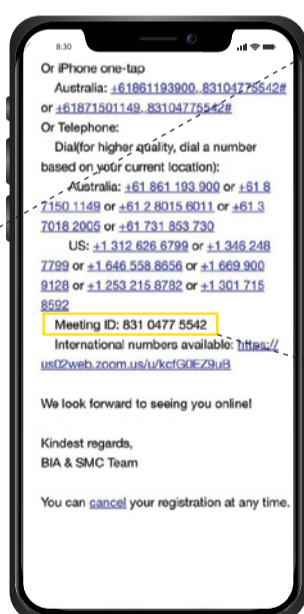 8:30
Or iPhone one-tap
Australia: +61861193900,,83104775542#
or +61871501149,,83104775542#
Or Telephone:
Dial(for higher quality, dial a number
based on your current location):
Australia: +61 861 193 900 or +61 8
7150 1149 or +61 2 8015 6011 or +61 3
7018 2005 or +61 731 853 730
US: +1 312 626 6799 or +1 346 248
7799 or +1 646 558 8656 or +1 669 900
9128 or +1 253 215 8782 or +1 301 715
8592
Meeting ID: 831 0477 5542
International numbers available: https://
us02web.zoom.us/u/kcfG0EZ9uB
We look forward to seeing you online!
Kindest regards,
BIA & SMC Team
You can cancel your registration at any time.